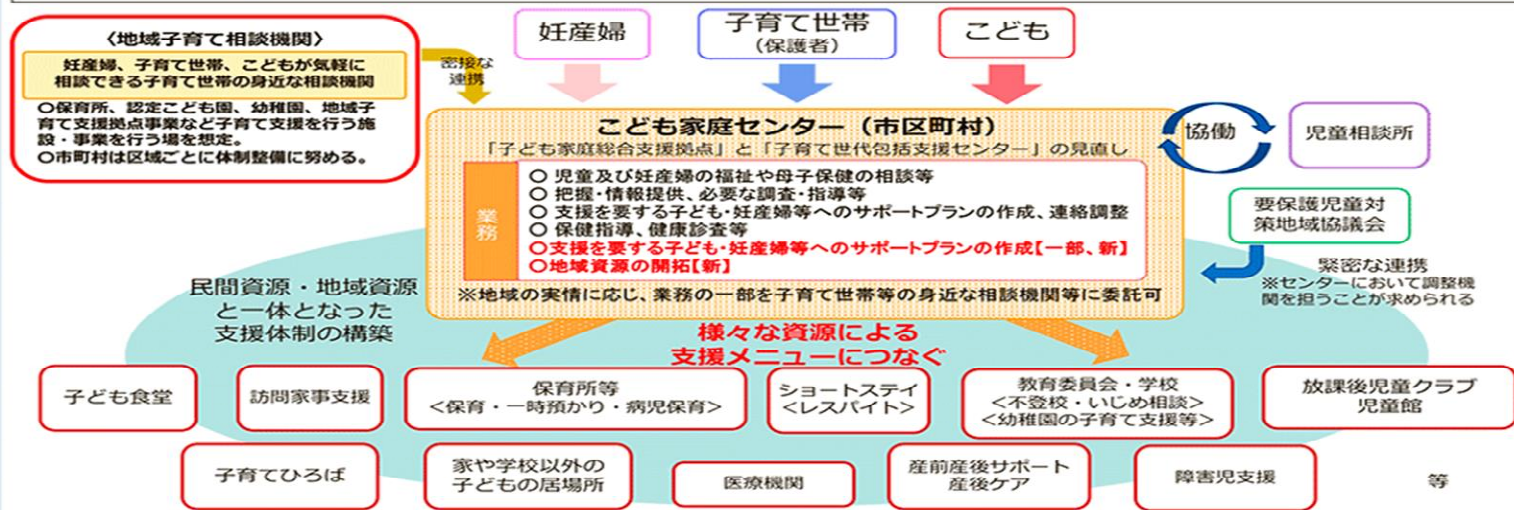 〈地域子育て相談機関〉
妊産婦、子育て世帯、こどもが気軽に
相談できる子育て世帯の身近な相談機関
○保育所、認定こども園、幼稚園、地域子
育て支援拠点事業など子育て支援を行う施
設・事業を行う場を想定。
○市町村は区域ごとに体制整備に努める。
密接な
連携
妊産婦
子育て世帯
(保護者)
こども
こども家庭センター（市区町村）
「子ども家庭総合支援拠点」と「子育て世代包括支援センター」の見直し
業務
○ 児童及び妊産婦の福祉や母子保健の相談等
○ 把握・情報提供、必要な調査・指導等
○ 支援を要する子ども・妊産婦等へのサポートプランの作成、連絡調整
○ 保健指導、健康診査等
○支援を要する子ども・妊産婦等へのサポートプランの作成【一部、新】
○地域資源の開拓【新】
※地域の実情に応じ、業務の一部を子育て世帯等の身近な相談機関等に委託可
協働
児童相談所
要保護児童対
策地域協議会
緊密な連携
※センターにおいて調整機
関を担うことが求められる
民間資源・地域資源
と一体となった
支援体制の構築
様々な資源による
支援メニューにつなぐ
子ども食堂
訪問家事支援
保育所等
<保育・一時預かり・病児保育>
ショートステイ
<レスパイト>
教育委員会・学校
<不登校・いじめ相談>
<幼稚園の子育て支援等>
放課後児童クラブ
児童館
子育てひろば
家や学校以外の
子どもの居場所
医療機関
産前産後サポート
産後ケア
障害児支援
等